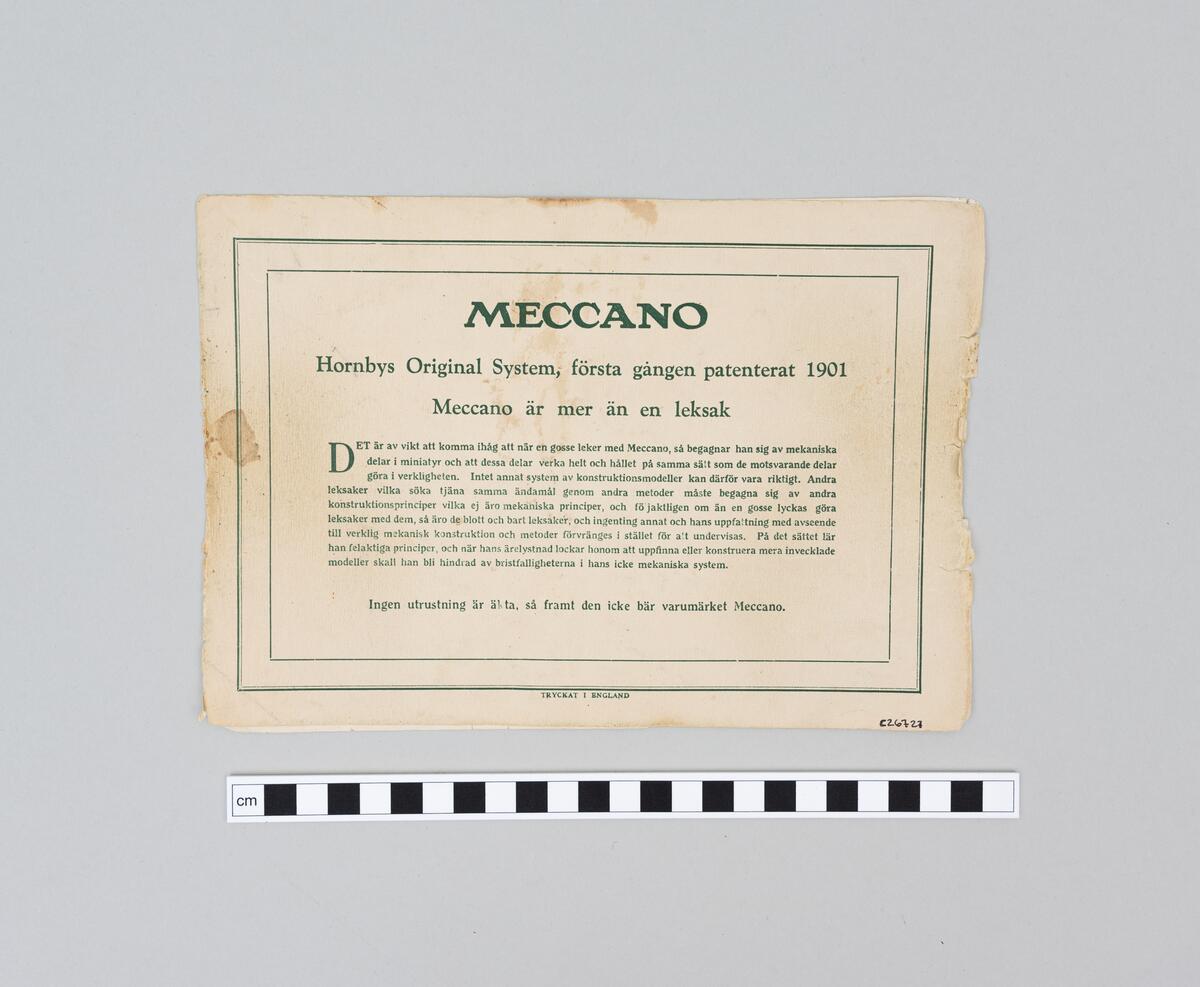 MECCANO
Hornbys Original System, första gången patenterat 1901
Meccano är mer än en leksak
DET är av vikt att komma ihåg att när en gosse leker med Meccano, så begagnar han sig av mekaniska
delar i miniatyr och att dessa delar verka helt och hållet på samma sätt som de motsvarande delar
göra i verkligheten. Intet annat system av konstruktionsmodeller kan därför vara riktigt. Andra
leksaker vilka söka tjäna samma ändamål genom andra metoder måste begagna sig av andra
konstruktionsprinciper vilka ej äro mekaniska principer, och föjaktligen om än en gosse lyckas göra
leksaker med dem, så äro de blott och bart leksaker, och ingenting annat och hans uppfattning med avseende
till verklig mekanisk konstruktion och metoder förvränges i stället för att undervisas. På det sättet lär
han felaktiga principer, och när hans ärelystnad lockar honom att uppfinna eller konstruera mera invecklade
modeller skall han bli hindrad av bristfalligheterna i hans icke mekaniska system.
Ingen utrustning är äkta, så framt den icke bär varumärket Meccano.
TRYCKAT I ENGLAND
C26727
cm